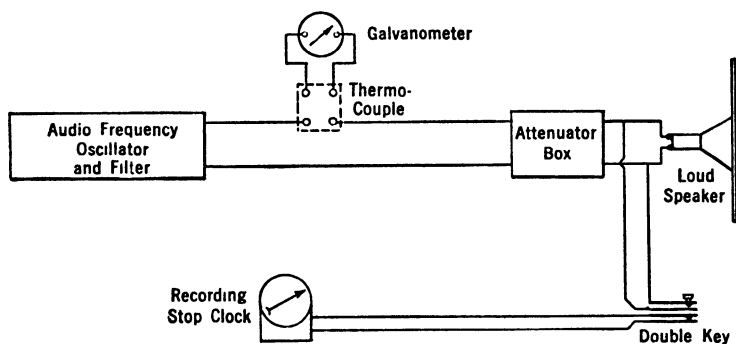 Galvanometer
Thermo-
Couple
Audio Frequency
Oscillator
and Filter
Attenuator
Box
Loud
Speaker
Recording
Stop Clock
Double Key